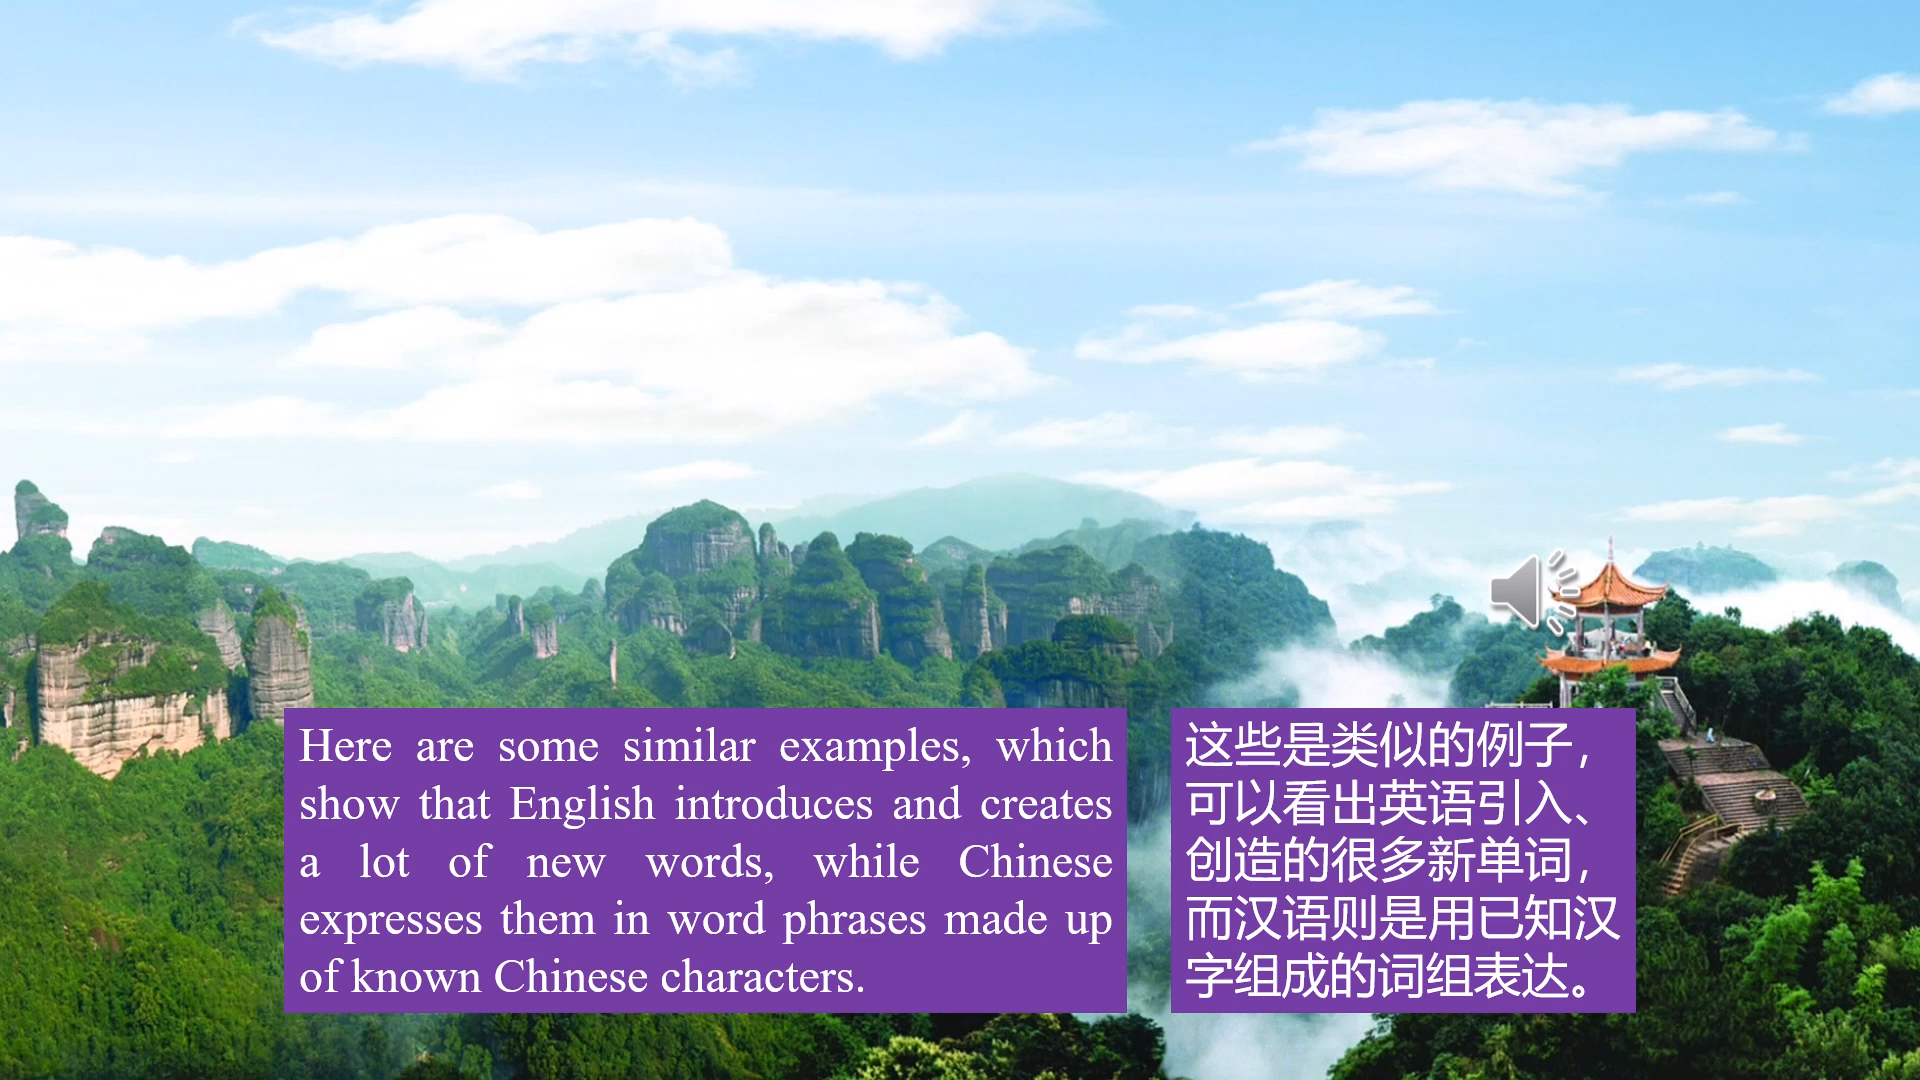 Here are some similar examples, which
show that English introduces and creates
a lot of new words, while Chinese
expresses them in word phrases made up
of known Chinese characters.
这些是类似的例子，
可以看出英语引入、
创造的很多新单词，
而汉语则是用已知汉
字组成的词组表达。